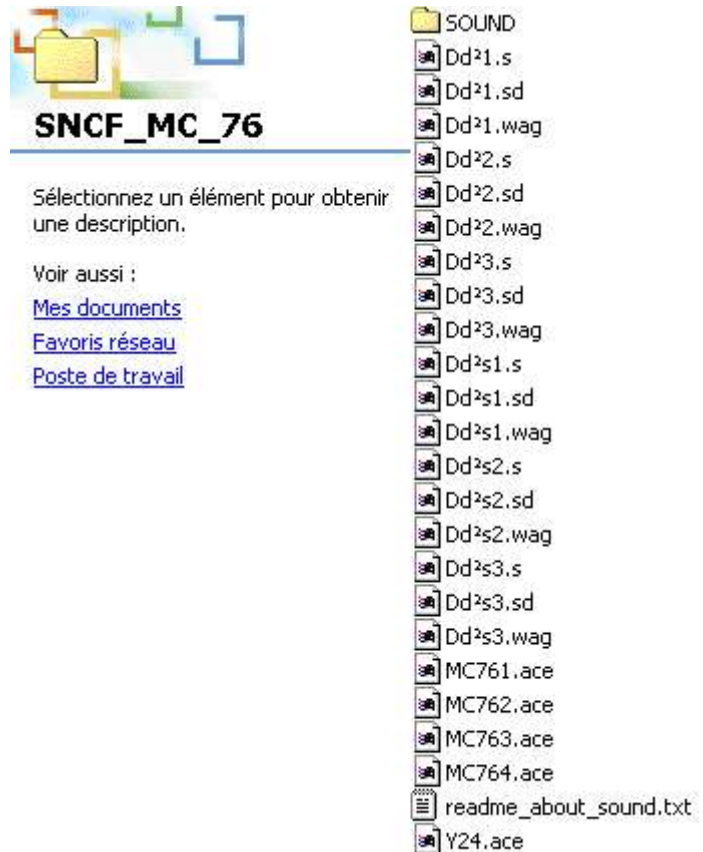 SNCF_MC_76
Sélectionnez un élément pour obtenir
une description.
Voir aussi :
Mes documents
Favoris réseau
Poste de travail
SOUND
Dd²1.s
Dd²1.sd
Dd²1.wag
Dd²2.s
Dd²2.sd
Dd²2.wag
Dd²3.s
Dd²3.sd
Dd²3.wag
Dd²s1.s
Dd²s1.sd
Dd²s1.wag
Dd²s2.s
Dd²s2.sd
Dd²s2.wag
Dd²s3.s
Dd²s3.sd
Dd²s3.wag
MC761.ace
MC762.ace
MC763.ace
MC764.ace
readme_about_sound.txt
Y24.ace